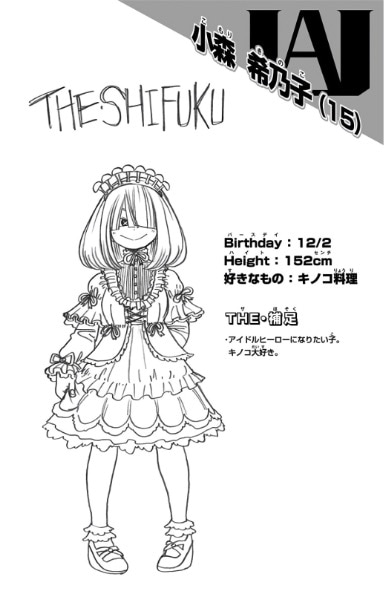 UA
小森 希乃子(15)
THE・SHIFUKU
Birthday：12/2
Height：152cm
好きなもの：キノコ料理
THE・補足
・アイドルヒーローになりたい子。
キノコ大好き。